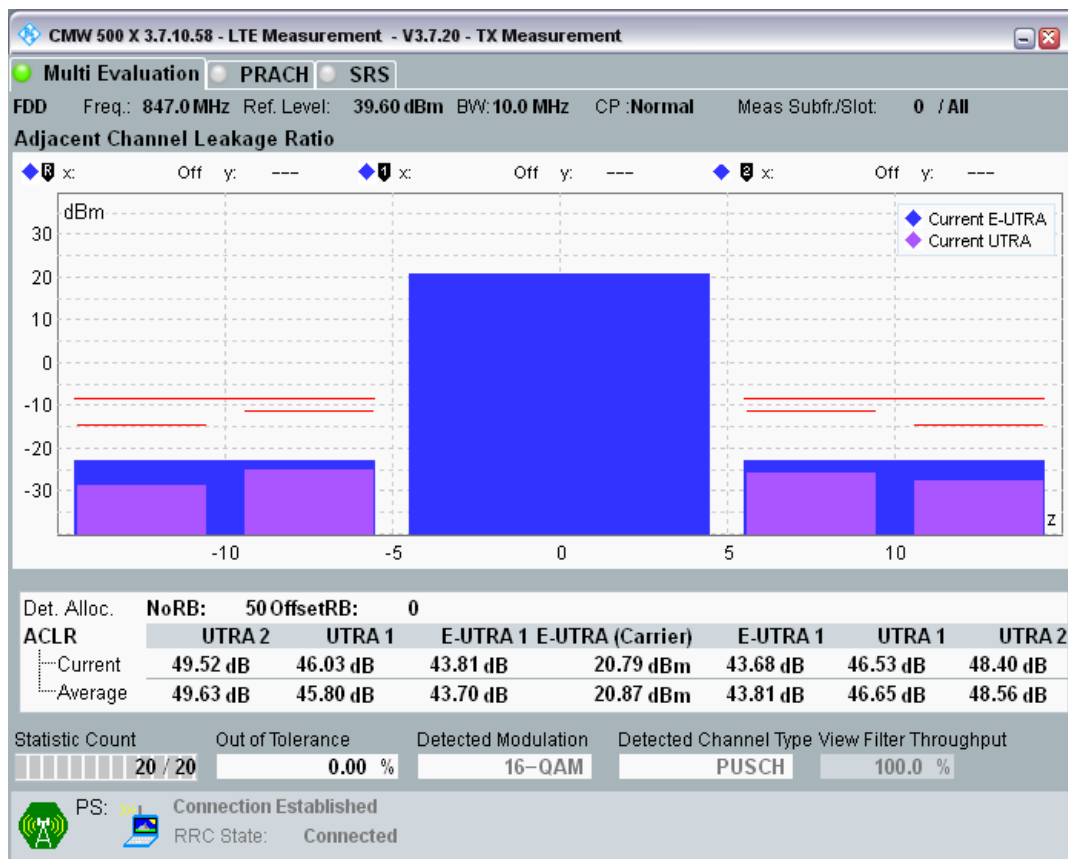 CMW 500 X 3.7.10.58 - LTE Measurement - V3.7.20 - TX Measurement
Multi Evaluation PRACH SRS
FDD Freq.: 847.0 MHz Ref. Level: 39.60 dBm BW: 10.0 MHz CP :Normal Meas Subfr./Slot: 0 / All
Adjacent Channel Leakage Ratio
R x: Off y: --- 1 x: Off y: --- 2 x: Off y: ---
dBm
Current E-UTRA
Current UTRA
30
20
10
0
-10
-20
-30
z
-10 -5 0 5 10
Det. Alloc. NoRB: 50 OffsetRB: 0
ACLR UTRA 2 UTRA 1 E-UTRA 1 E-UTRA (Carrier) E-UTRA 1 UTRA 1 UTRA 2
Current 49.52 dB 46.03 dB 43.81 dB 20.79 dBm 43.68 dB 46.53 dB 48.40 dB
Average 49.63 dB 45.80 dB 43.70 dB 20.87 dBm 43.81 dB 46.65 dB 48.56 dB
Statistic Count Out of Tolerance Detected Modulation Detected Channel Type View Filter Throughput
20 / 20 0.00 % 16-QAM PUSCH 100.0 %
PS: Connection Established
RRC State: Connected